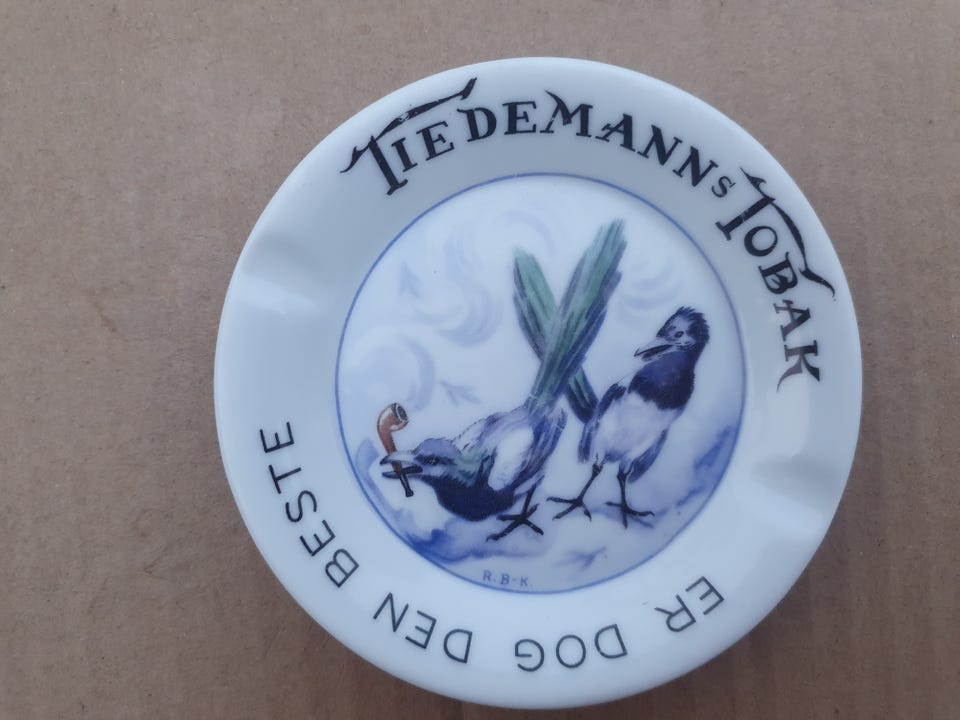 TIEDEMANNS TOBAK
ER DOG DEN BESTE
R.B-K.